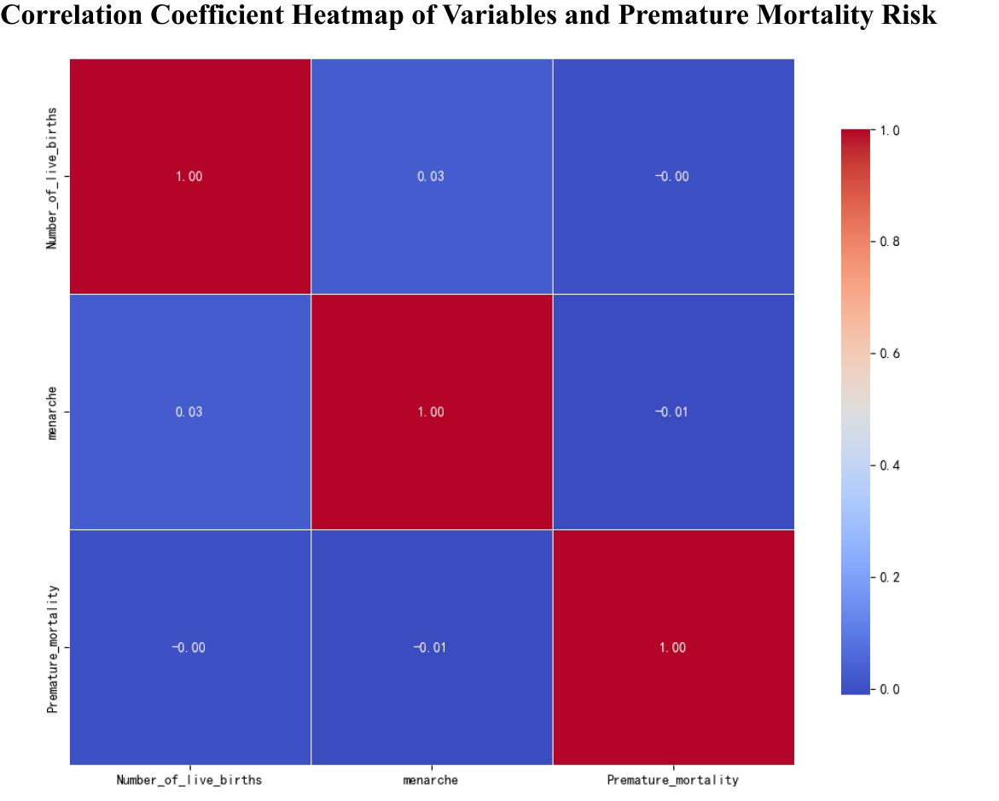 Correlation Coefficient Heatmap of Variables and Premature Mortality Risk
Number_of_live_births
1.00
0.03
-0.00
menarche
0.03
1.00
-0.01
Premature_mortality
-0.00
-0.01
1.00
Number_of_live_births
menarche
Premature_mortality
1.0
0.8
0.6
0.4
0.2
0.0